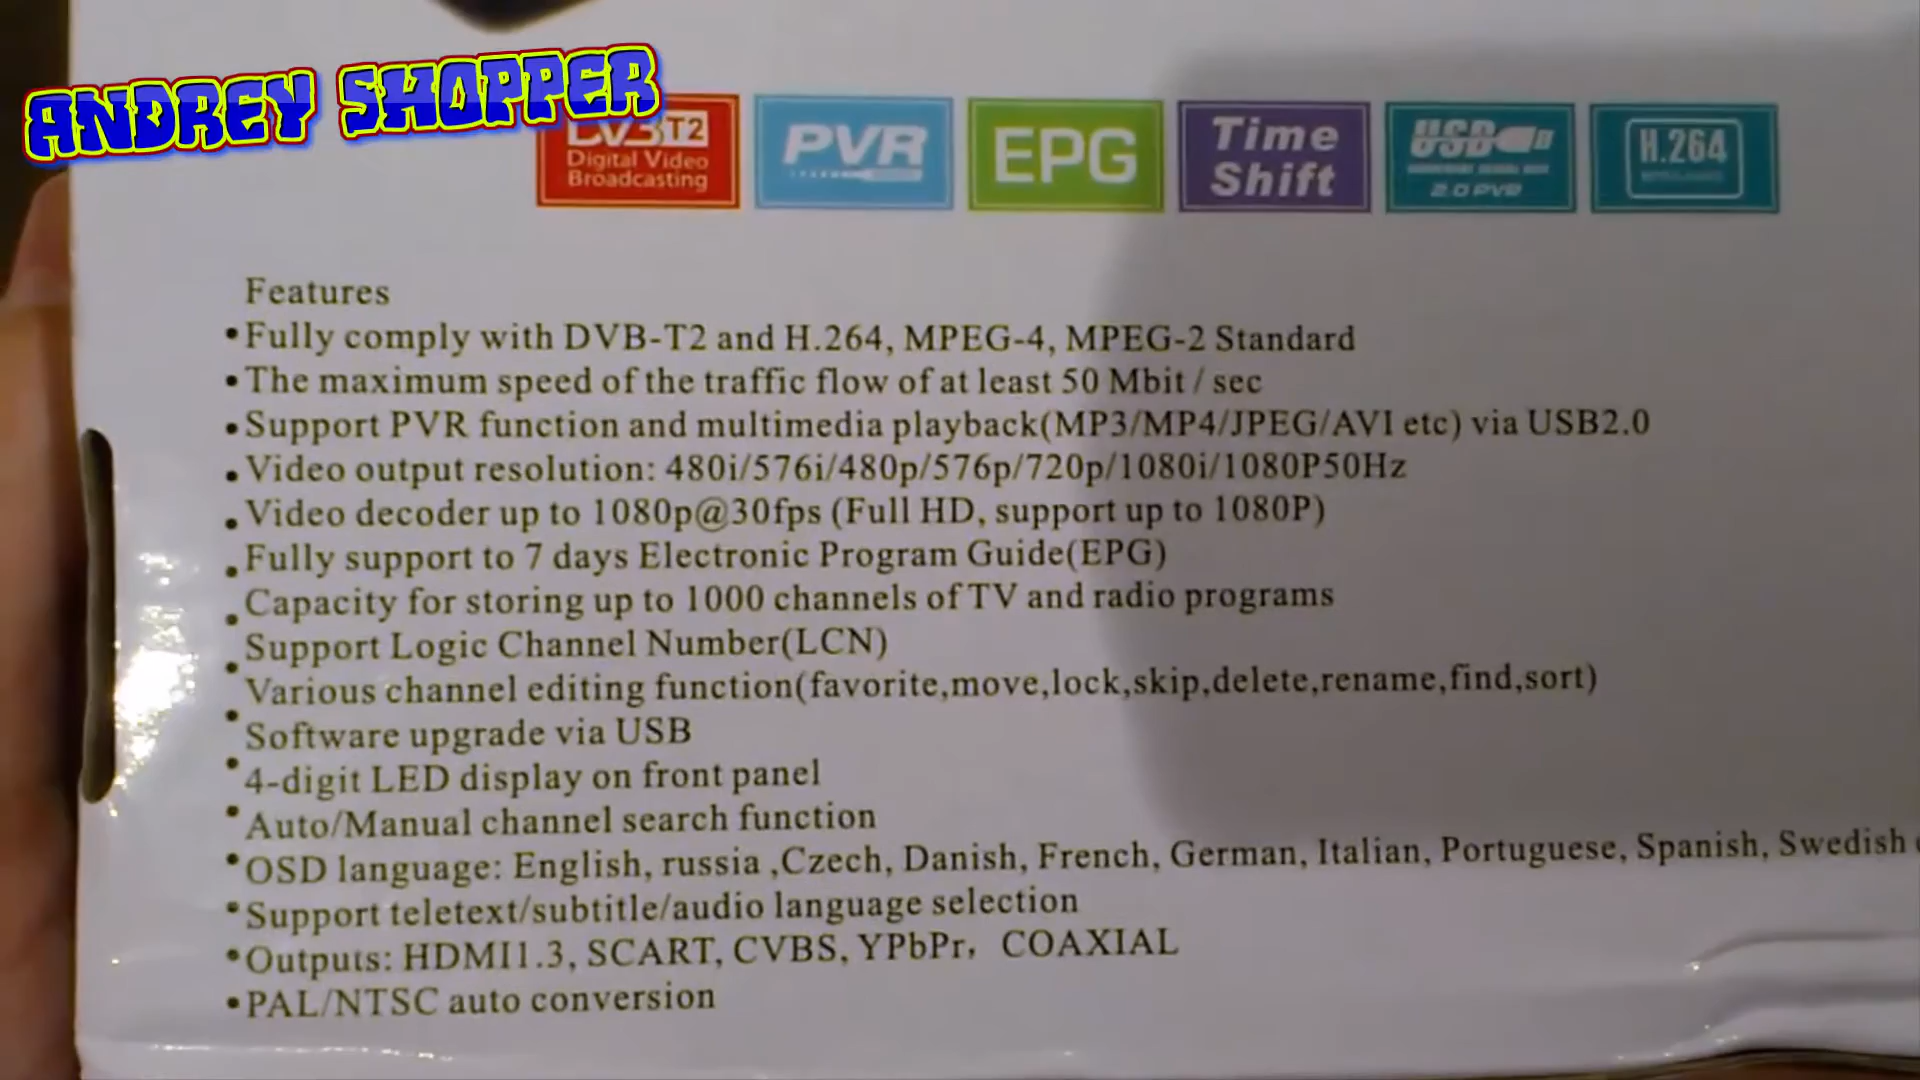 ANDREY SHOPPER
T2
Digital Video
Broadcasting
PVR
EPG
Time
Shift
USB
2.0 PVR
H.264
Features
•Fully comply with DVB-T2 and H.264, MPEG-4, MPEG-2 Standard
•The maximum speed of the traffic flow of at least 50 Mbit / sec
•Support PVR function and multimedia playback(MP3/MP4/JPEG/AVI etc) via USB2.0
•Video output resolution: 480i/576i/480p/576p/720p/1080i/1080P50Hz
•Video decoder up to 1080p@30fps (Full HD, support up to 1080P)
•Fully support to 7 days Electronic Program Guide(EPG)
•Capacity for storing up to 1000 channels of TV and radio programs
•Support Logic Channel Number(LCN)
•Various channel editing function(favorite,move,lock,skip,delete,rename,find,sort)
•Software upgrade via USB
•4-digit LED display on front panel
•Auto/Manual channel search function
•OSD language: English, russia ,Czech, Danish, French, German, Italian, Portuguese, Spanish, Swedish
•Support teletext/subtitle/audio language selection
•Outputs: HDMI1.3, SCART, CVBS, YPbPr, COAXIAL
•PAL/NTSC auto conversion